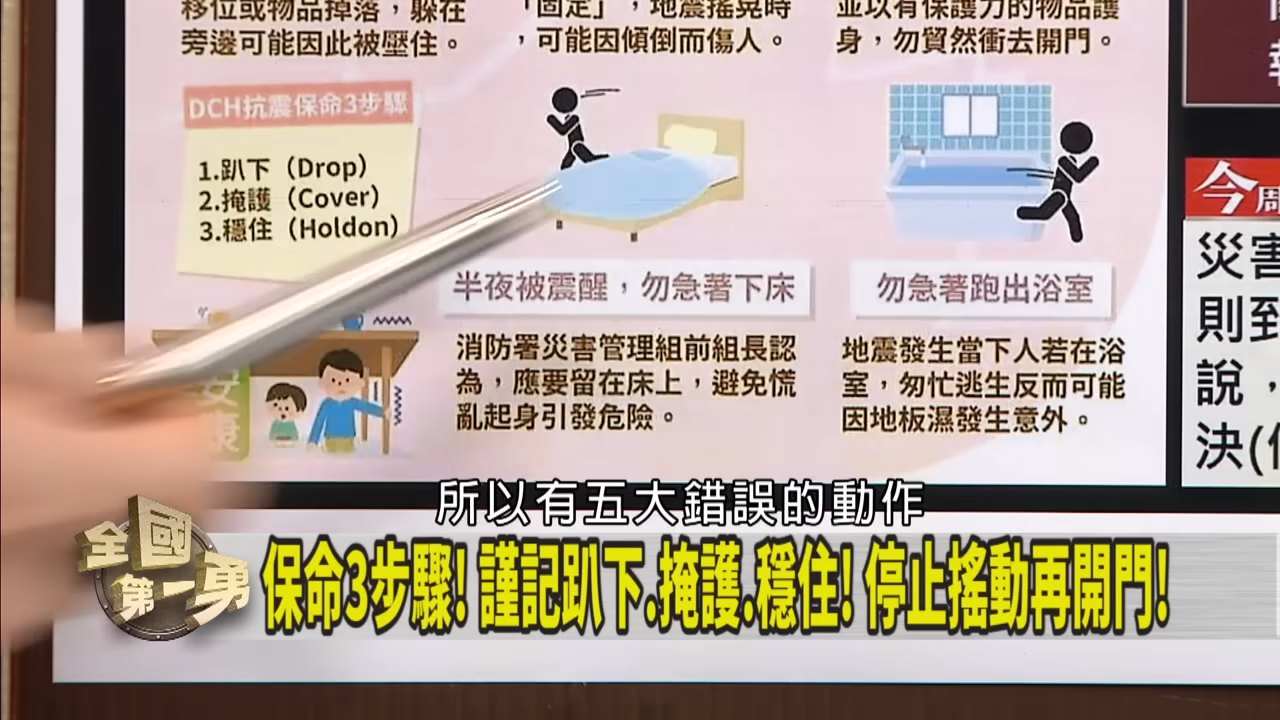 移位或物品掉落，躲在
旁邊可能因此被壓住。
「固定」，地震搖晃時
，可能因傾倒而傷人。
並以有保護力的物品護
身，勿貿然衝去開門。
DCH抗震保命3步驟
1.趴下（Drop）
2.掩護（Cover）
3.穩住（Holdon）
半夜被震醒，勿急著下床
消防署災害管理組前組長認
為，應要留在床上，避免慌
亂起身引發危險。
勿急著跑出浴室
地震發生當下人若在浴
室，匆忙逃生反而可能
因地板濕發生意外。
安
康
今周
災害
則到
說，
決(
所以有五大錯誤的動作
全國
第一勇
保命3步驟! 謹記趴下.掩護.穩住! 停止搖動再開門!